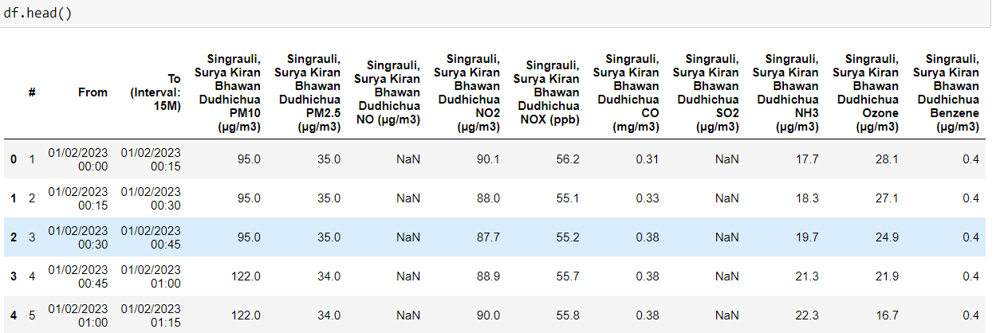 df.head()
# From To (Interval: 15M) Singrauli, Surya Kiran Bhawan Dudhichua PM10 (µg/m3) Singrauli, Surya Kiran Bhawan Dudhichua PM2.5 (µg/m3) Singrauli, Surya Kiran Bhawan Dudhichua NO (µg/m3) Singrauli, Surya Kiran Bhawan Dudhichua NO2 (µg/m3) Singrauli, Surya Kiran Bhawan Dudhichua NOX (ppb) Singrauli, Surya Kiran Bhawan Dudhichua CO (mg/m3) Singrauli, Surya Kiran Bhawan Dudhichua SO2 (µg/m3) Singrauli, Surya Kiran Bhawan Dudhichua NH3 (µg/m3) Singrauli, Surya Kiran Bhawan Dudhichua Ozone (µg/m3) Singrauli, Surya Kiran Bhawan Dudhichua Benzene (µg/m3)
0 1 01/02/2023 00:00 01/02/2023 00:15 95.0 35.0 NaN 90.1 56.2 0.31 NaN 17.7 28.1 0.4
1 2 01/02/2023 00:15 01/02/2023 00:30 95.0 35.0 NaN 88.0 55.1 0.33 NaN 18.3 27.1 0.4
2 3 01/02/2023 00:30 01/02/2023 00:45 95.0 35.0 NaN 87.7 55.2 0.38 NaN 19.7 24.9 0.4
3 4 01/02/2023 00:45 01/02/2023 01:00 122.0 34.0 NaN 88.9 55.7 0.38 NaN 21.3 21.9 0.4
4 5 01/02/2023 01:00 01/02/2023 01:15 122.0 34.0 NaN 90.0 55.8 0.38 NaN 22.3 16.7 0.4